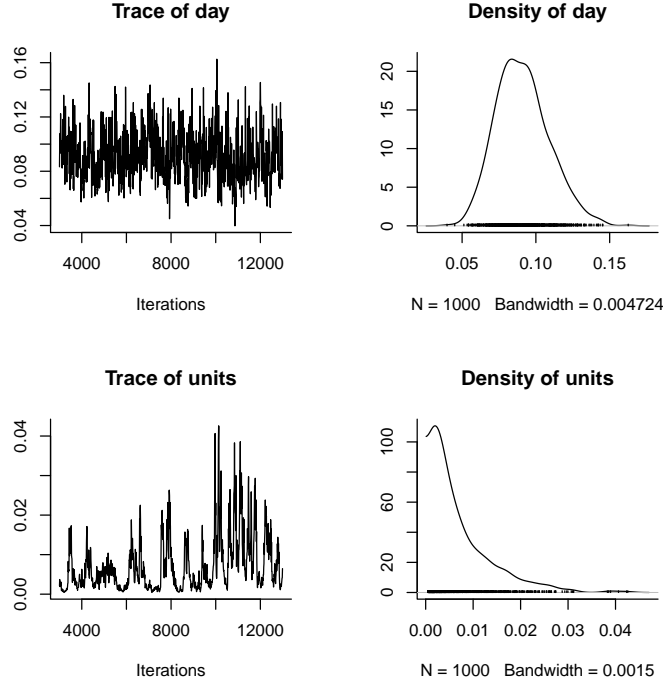 Trace of day
Density of day
0.04 0.08 0.12 0.16
4000 8000 12000
Iterations
0 5 10 15 20
0.05 0.10 0.15
N = 1000 Bandwidth = 0.004724
Trace of units
Density of units
0.00 0.02 0.04
4000 8000 12000
Iterations
0 20 60 100
0.00 0.01 0.02 0.03 0.04
N = 1000 Bandwidth = 0.0015